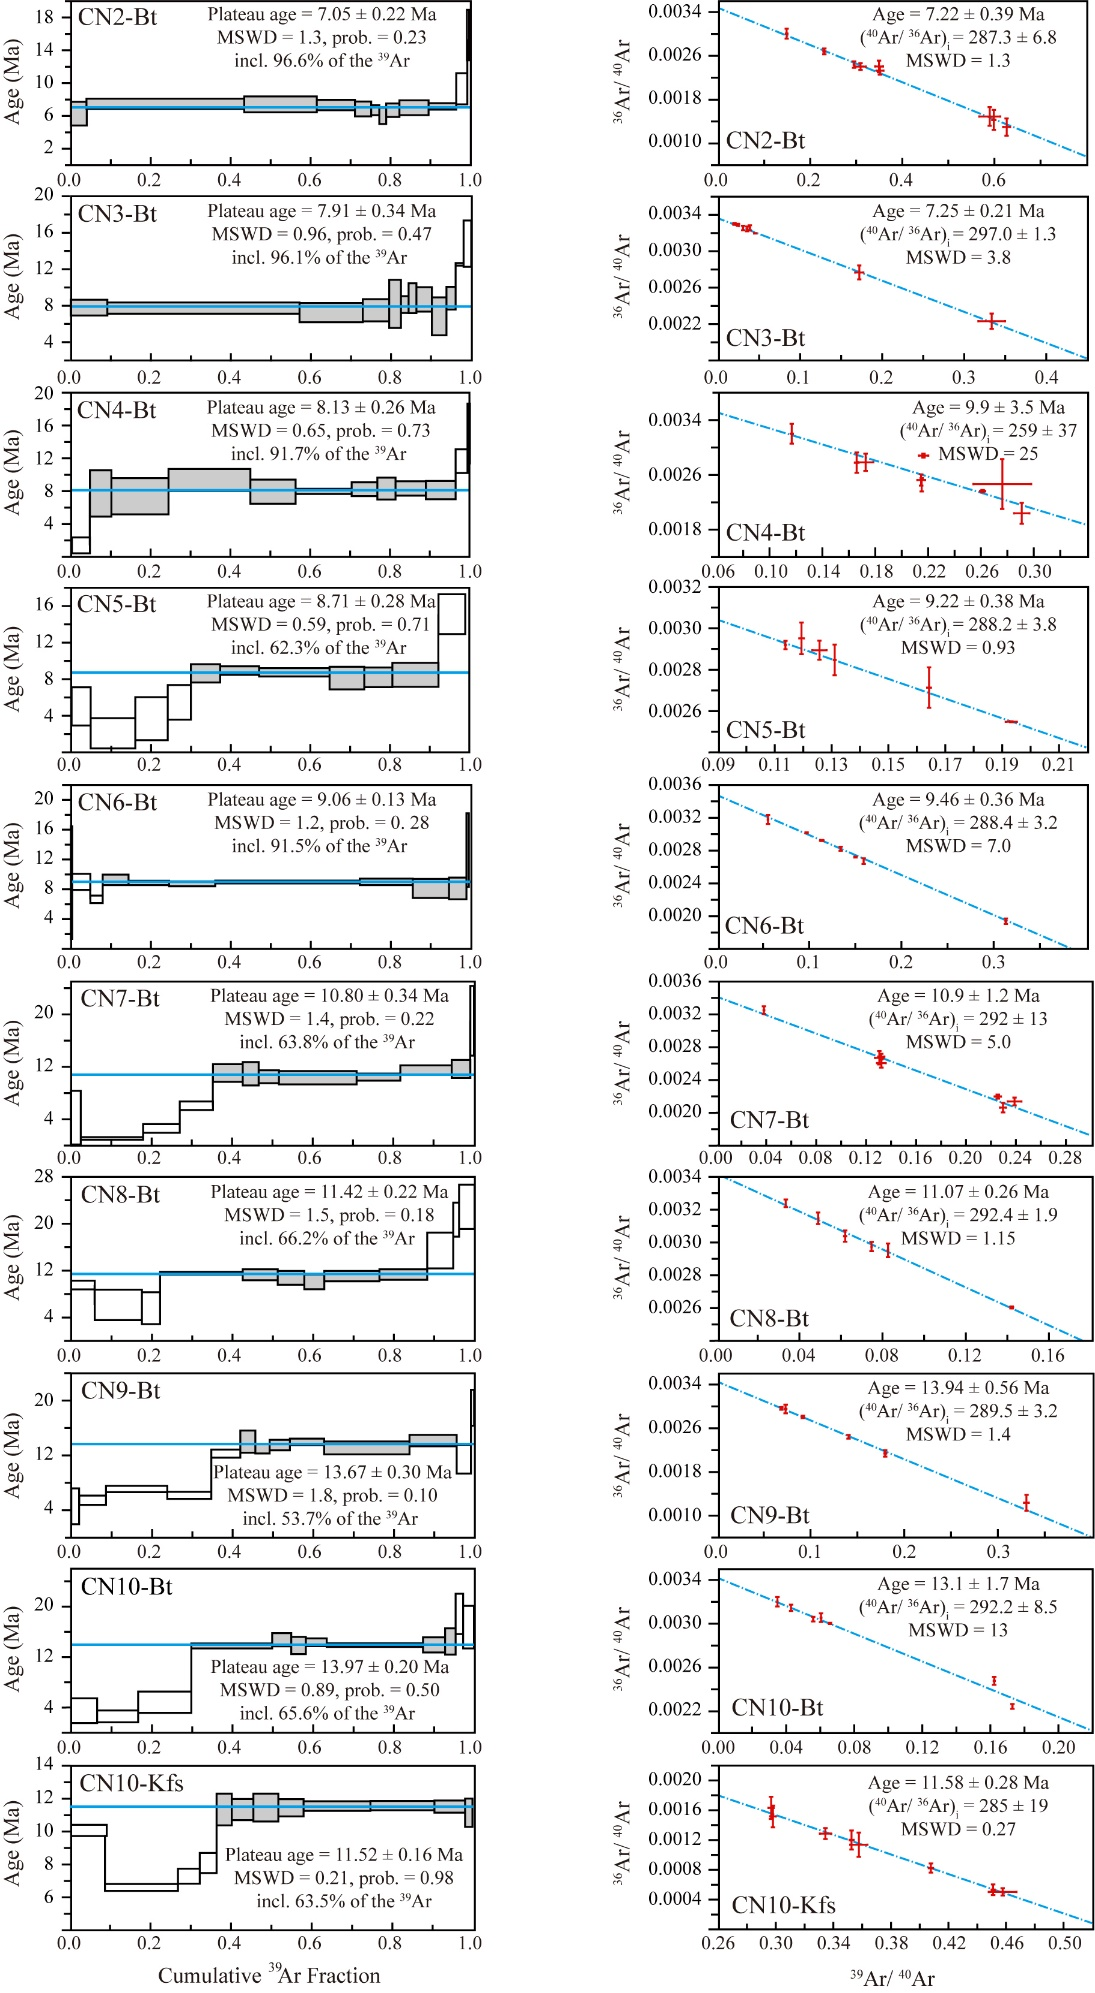 CN2-Bt
Plateau age = 7.05 ± 0.22 Ma
MSWD = 1.3, prob. = 0.23
incl. 96.6% of the ³⁹Ar
Age (Ma)
18
14
10
6
2
0.0 0.2 0.4 0.6 0.8 1.0
Age = 7.22 ± 0.39 Ma
(⁴⁰Ar/ ³⁶Ar)i = 287.3 ± 6.8
MSWD = 1.3
CN2-Bt
³⁶Ar/ ⁴⁰Ar
0.0034
0.0026
0.0018
0.0010
0.0 0.2 0.4 0.6
CN3-Bt
Plateau age = 7.91 ± 0.34 Ma
MSWD = 0.96, prob. = 0.47
incl. 96.1% of the ³⁹Ar
Age (Ma)
20
16
12
8
4
0.0 0.2 0.4 0.6 0.8 1.0
Age = 7.25 ± 0.21 Ma
(⁴⁰Ar/ ³⁶Ar)i = 297.0 ± 1.3
MSWD = 3.8
CN3-Bt
³⁶Ar/ ⁴⁰Ar
0.0034
0.0030
0.0026
0.0022
0.0 0.1 0.2 0.3 0.4
CN4-Bt
Plateau age = 8.13 ± 0.26 Ma
MSWD = 0.65, prob. = 0.73
incl. 91.7% of the ³⁹Ar
Age (Ma)
20
16
12
8
4
0.0 0.2 0.4 0.6 0.8 1.0
Age = 9.9 ± 3.5 Ma
(⁴⁰Ar/ ³⁶Ar)i = 259 ± 37
MSWD = 25
CN4-Bt
³⁶Ar/ ⁴⁰Ar
0.0034
0.0026
0.0018
0.06 0.10 0.14 0.18 0.22 0.26 0.30
CN5-Bt
Plateau age = 8.71 ± 0.28 Ma
MSWD = 0.59, prob. = 0.71
incl. 62.3% of the ³⁹Ar
Age (Ma)
16
12
8
4
0.0 0.2 0.4 0.6 0.8 1.0
Age = 9.22 ± 0.38 Ma
(⁴⁰Ar/ ³⁶Ar)i = 288.2 ± 3.8
MSWD = 0.93
CN5-Bt
³⁶Ar/ ⁴⁰Ar
0.0032
0.0030
0.0028
0.0026
0.09 0.11 0.13 0.15 0.17 0.19 0.21
CN6-Bt
Plateau age = 9.06 ± 0.13 Ma
MSWD = 1.2, prob. = 0. 28
incl. 91.5% of the ³⁹Ar
Age (Ma)
20
16
12
8
4
0.0 0.2 0.4 0.6 0.8 1.0
Age = 9.46 ± 0.36 Ma
(⁴⁰Ar/ ³⁶Ar)i = 288.4 ± 3.2
MSWD = 7.0
CN6-Bt
³⁶Ar/ ⁴⁰Ar
0.0036
0.0032
0.0028
0.0024
0.0020
0.0 0.1 0.2 0.3
CN7-Bt
Plateau age = 10.80 ± 0.34 Ma
MSWD = 1.4, prob. = 0.22
incl. 63.8% of the ³⁹Ar
Age (Ma)
20
12
4
0.0 0.2 0.4 0.6 0.8 1.0
Age = 10.9 ± 1.2 Ma
(⁴⁰Ar/ ³⁶Ar)i = 292 ± 13
MSWD = 5.0
CN7-Bt
³⁶Ar/ ⁴⁰Ar
0.0036
0.0028
0.0024
0.0020
0.00 0.04 0.08 0.12 0.16 0.20 0.24 0.28
CN8-Bt
Plateau age = 11.42 ± 0.22 Ma
MSWD = 1.5, prob. = 0.18
incl. 66.2% of the ³⁹Ar
Age (Ma)
28
20
12
4
0.0 0.2 0.4 0.6 0.8 1.0
Age = 11.07 ± 0.26 Ma
(⁴⁰Ar/ ³⁶Ar)i = 292.4 ± 1.9
MSWD = 1.15
CN8-Bt
³⁶Ar/ ⁴⁰Ar
0.0034
0.0032
0.0030
0.0028
0.0026
0.00 0.04 0.08 0.12 0.16
CN9-Bt
Plateau age = 13.67 ± 0.30 Ma
MSWD = 1.8, prob. = 0.10
incl. 53.7% of the ³⁹Ar
Age (Ma)
20
12
4
0.0 0.2 0.4 0.6 0.8 1.0
Age = 13.94 ± 0.56 Ma
(⁴⁰Ar/ ³⁶Ar)i = 289.5 ± 3.2
MSWD = 1.4
CN9-Bt
³⁶Ar/ ⁴⁰Ar
0.0034
0.0026
0.0018
0.0010
0.0 0.1 0.2 0.3
CN10-Bt
Plateau age = 13.97 ± 0.20 Ma
MSWD = 0.89, prob. = 0.50
incl. 65.6% of the ³⁹Ar
Age (Ma)
20
12
4
0.0 0.2 0.4 0.6 0.8 1.0
Age = 13.1 ± 1.7 Ma
(⁴⁰Ar/ ³⁶Ar)i = 292.2 ± 8.5
MSWD = 13
CN10-Bt
³⁶Ar/ ⁴⁰Ar
0.0034
0.0030
0.0026
0.0022
0.00 0.04 0.08 0.12 0.16 0.20
CN10-Kfs
Plateau age = 11.52 ± 0.16 Ma
MSWD = 0.21, prob. = 0.98
incl. 63.5% of the ³⁹Ar
Age (Ma)
14
12
10
8
6
0.0 0.2 0.4 0.6 0.8 1.0
Cumulative ³⁹Ar Fraction
Age = 11.58 ± 0.28 Ma
(⁴⁰Ar/ ³⁶Ar)i = 285 ± 19
MSWD = 0.27
CN10-Kfs
³⁶Ar/ ⁴⁰Ar
0.0020
0.0016
0.0012
0.0008
0.0004
0.26 0.30 0.34 0.38 0.42 0.46 0.50
³⁹Ar/ ⁴⁰Ar